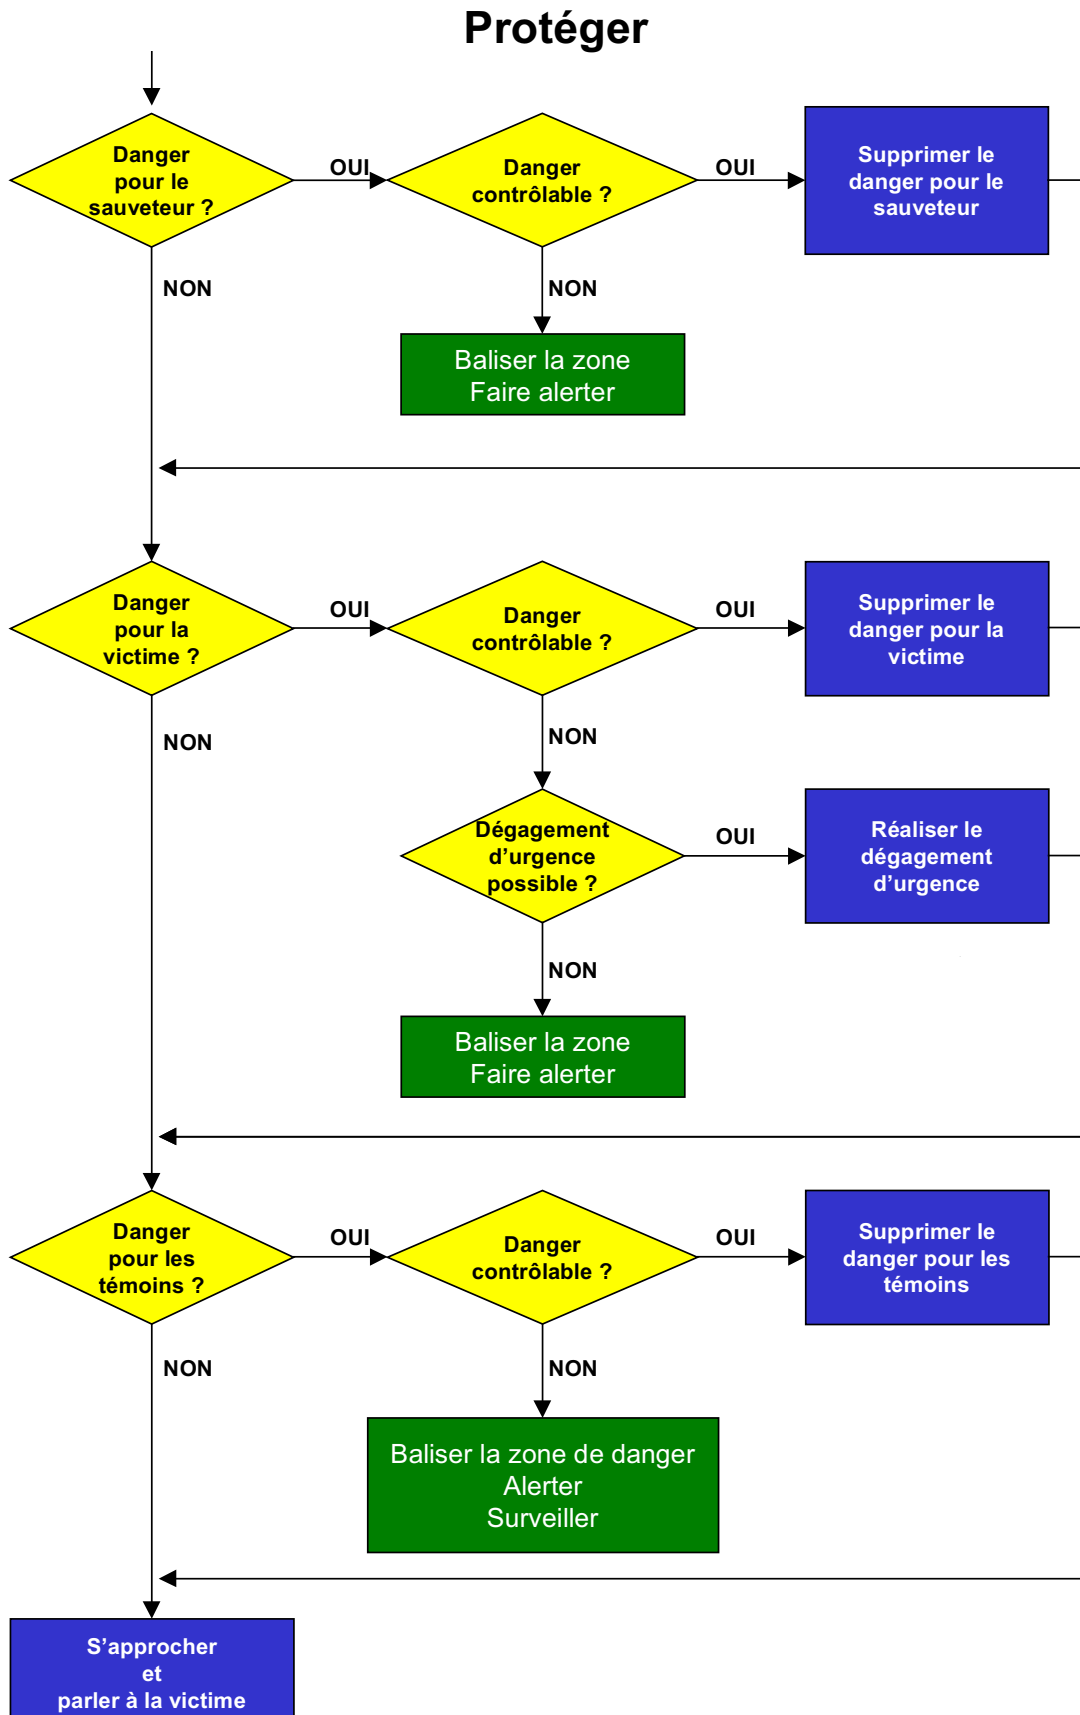 Protéger
Danger
pour le
sauveteur ?
OUI
Danger
contrôlable ?
OUI
Supprimer le
danger pour le
sauveteur
NON
NON
Baliser la zone
Faire alerter
Danger
pour la
victime ?
OUI
Danger
contrôlable ?
OUI
Supprimer le
danger pour la
victime
NON
NON
Dégagement
d’urgence
possible ?
OUI
Réaliser le
dégagement
d’urgence
NON
Baliser la zone
Faire alerter
Danger
pour les
témoins ?
OUI
Danger
contrôlable ?
OUI
Supprimer le
danger pour les
témoins
NON
NON
Baliser la zone de danger
Alerter
Surveiller
S’approcher
et
parler à la victime